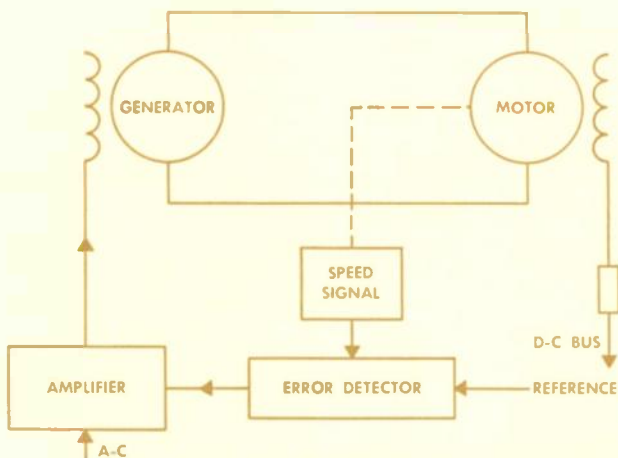 GENERATOR
MOTOR
SPEED
SIGNAL
D-C BUS
AMPLIFIER
ERROR DETECTOR
REFERENCE
A-C